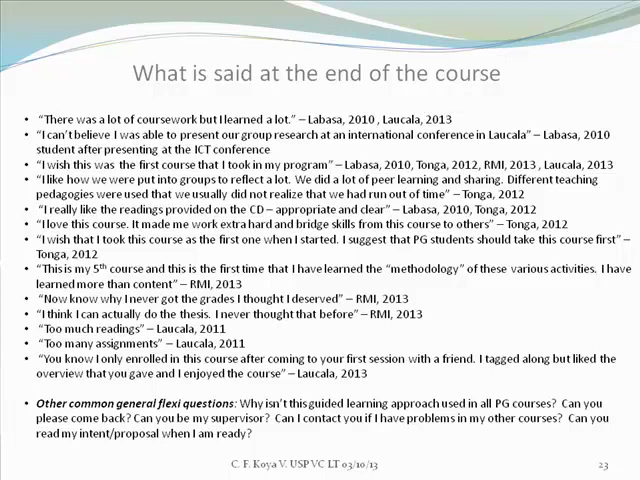 What is said at the end of the course
• "There was a lot of coursework but I learned a lot." – Labasa, 2010 , Laucala, 2013
• "I can't believe I was able to present our group research at an international conference in Laucala" – Labasa, 2010
student after presenting at the ICT conference
• "I wish this was the first course that I took in my program" – Labasa, 2010, Tonga, 2012, RMI, 2013 , Laucala, 2013
• "I like how we were put into groups to reflect a lot. We did a lot of peer learning and sharing. Different teaching
pedagogies were used that we usually did not realize that we had run out of time" – Tonga, 2012
• "I really like the readings provided on the CD – appropriate and clear" – Labasa, 2010, Tonga, 2012
• "I love this course. It made me work extra hard and bridge skills from this course to others" – Tonga, 2012
• "I wish that I took this course as the first one when I started. I suggest that PG students should take this course first" –
Tonga, 2012
• "This is my 5th course and this is the first time that I have learned the "methodology" of these various activities. I have
learned more than content" – RMI, 2013
• "Now know why I never got the grades I thought I deserved" – RMI, 2013
• "I think I can actually do the thesis. I never thought that before" – RMI, 2013
• "Too much readings" – Laucala, 2011
• "Too many assignments" – Laucala, 2011
• "You know I only enrolled in this course after coming to your first session with a friend. I tagged along but liked the
overview that you gave and I enjoyed the course" – Laucala, 2013
• Other common general flexi questions: Why isn't this guided learning approach used in all PG courses? Can you
please come back? Can you be my supervisor? Can I contact you if I have problems in my other courses? Can you
read my intent/proposal when I am ready?
C. F. Koya V. USP VC LT 03/10/13
23